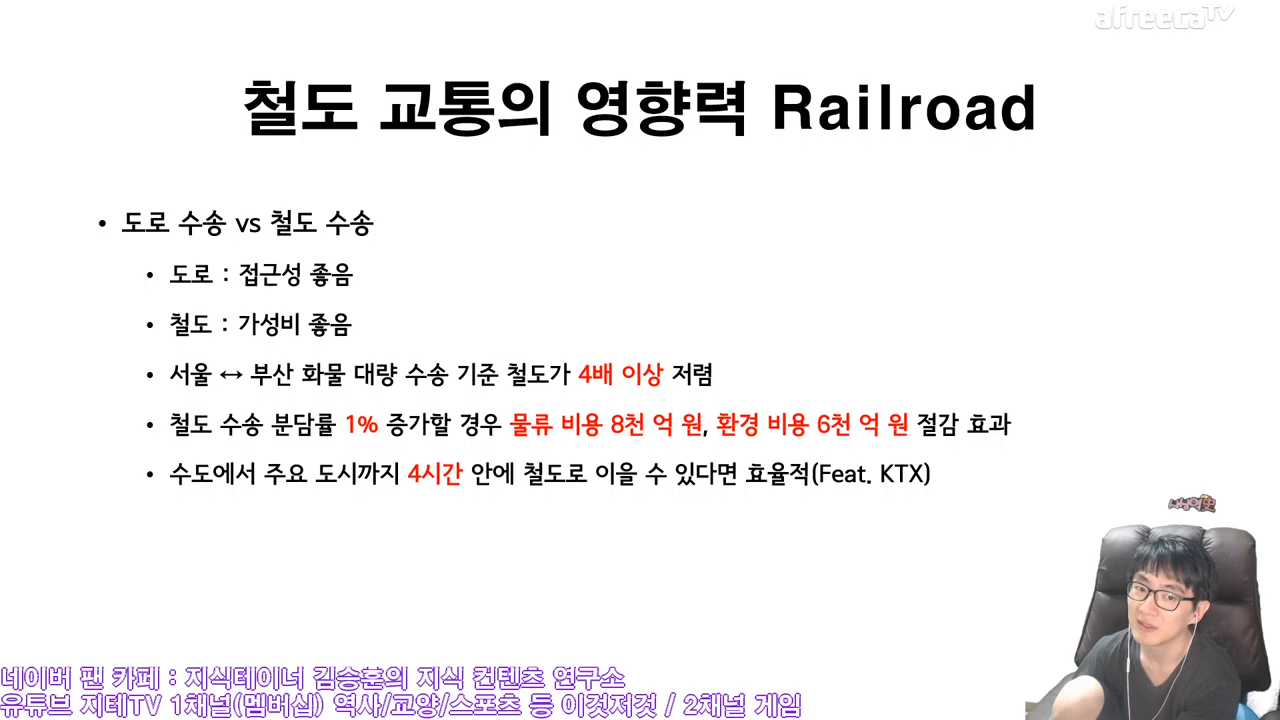 afreecaTV
철도 교통의 영향력 Railroad
• 도로 수송 vs 철도 수송
• 도로 : 접근성 좋음
• 철도 : 가성비 좋음
• 서울 ↔ 부산 화물 대량 수송 기준 철도가 4배 이상 저렴
• 철도 수송 분담률 1% 증가할 경우 물류 비용 8천 억 원, 환경 비용 6천 억 원 절감 효과
• 수도에서 주요 도시까지 4시간 안에 철도로 이을 수 있다면 효율적(Feat. KTX)
네이버 팬 카페 : 지식테이너 김승훈의 지식 컨텐츠 연구소
유튜브 지테TV 1채널(멤버십) 역사/교양/스포츠 등 이것저것 / 2채널 게임